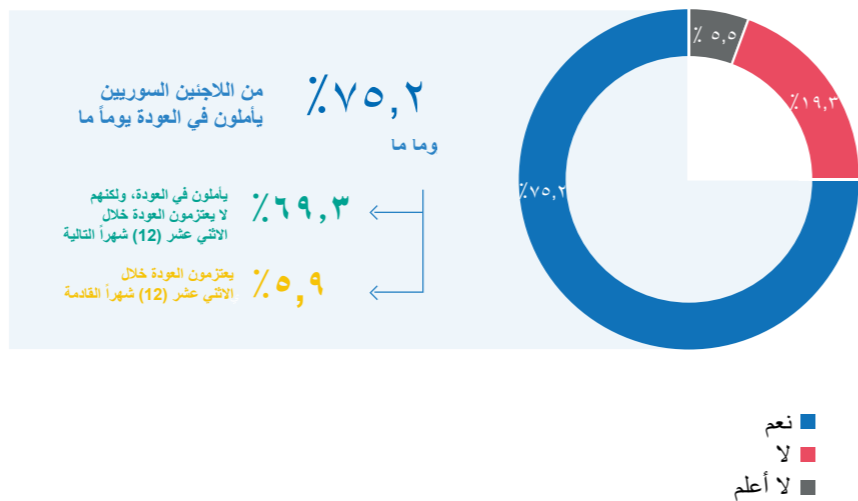 ٪٧٥,٢
من اللاجئين السوريين
يأملون في العودة يوماً ما
وما ما
٪٦٩,٣
يأملون في العودة، ولكنهم
لا يعتزمون العودة خلال
الاثني عشر (12) شهراً التالية
٪٥,٩
يعتزمون العودة خلال
الاثني عشر (12) شهراً القادمة
٪٥,٥
٪١٩,٣
٪٧٥,٢
نعم
لا
لا أعلم